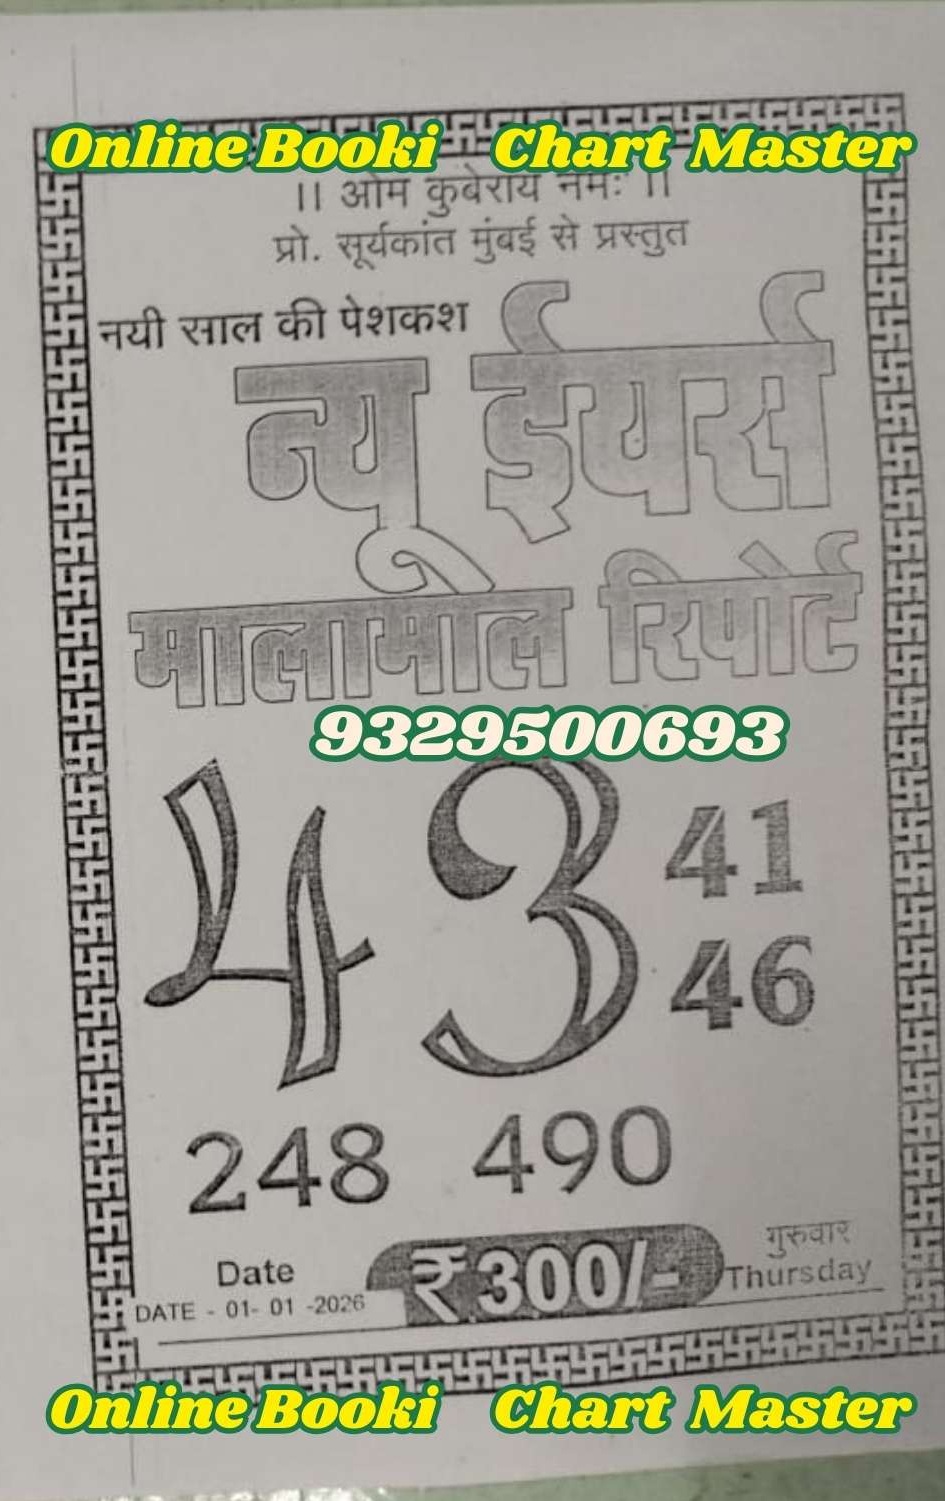 Online Booki Chart Master
।। ओम कुबेराय नमः ।।
प्रो. सूर्यकांत मुंबई से प्रस्तुत
नयी साल की पेशकश
न्यू ईयर्स
मालामाल रिपोर्ट
9329500693
4 3
41
46
248 490
Date ₹300/- गुरुवार
DATE - 01- 01 -2026 Thursday
Online Booki Chart Master